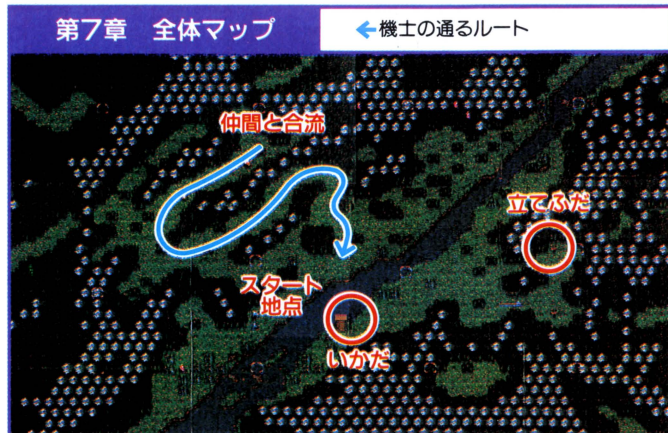 第7章 全体マップ
←機士の通るルート
仲間と合流
立てふだ
スタート
地点
いかだ